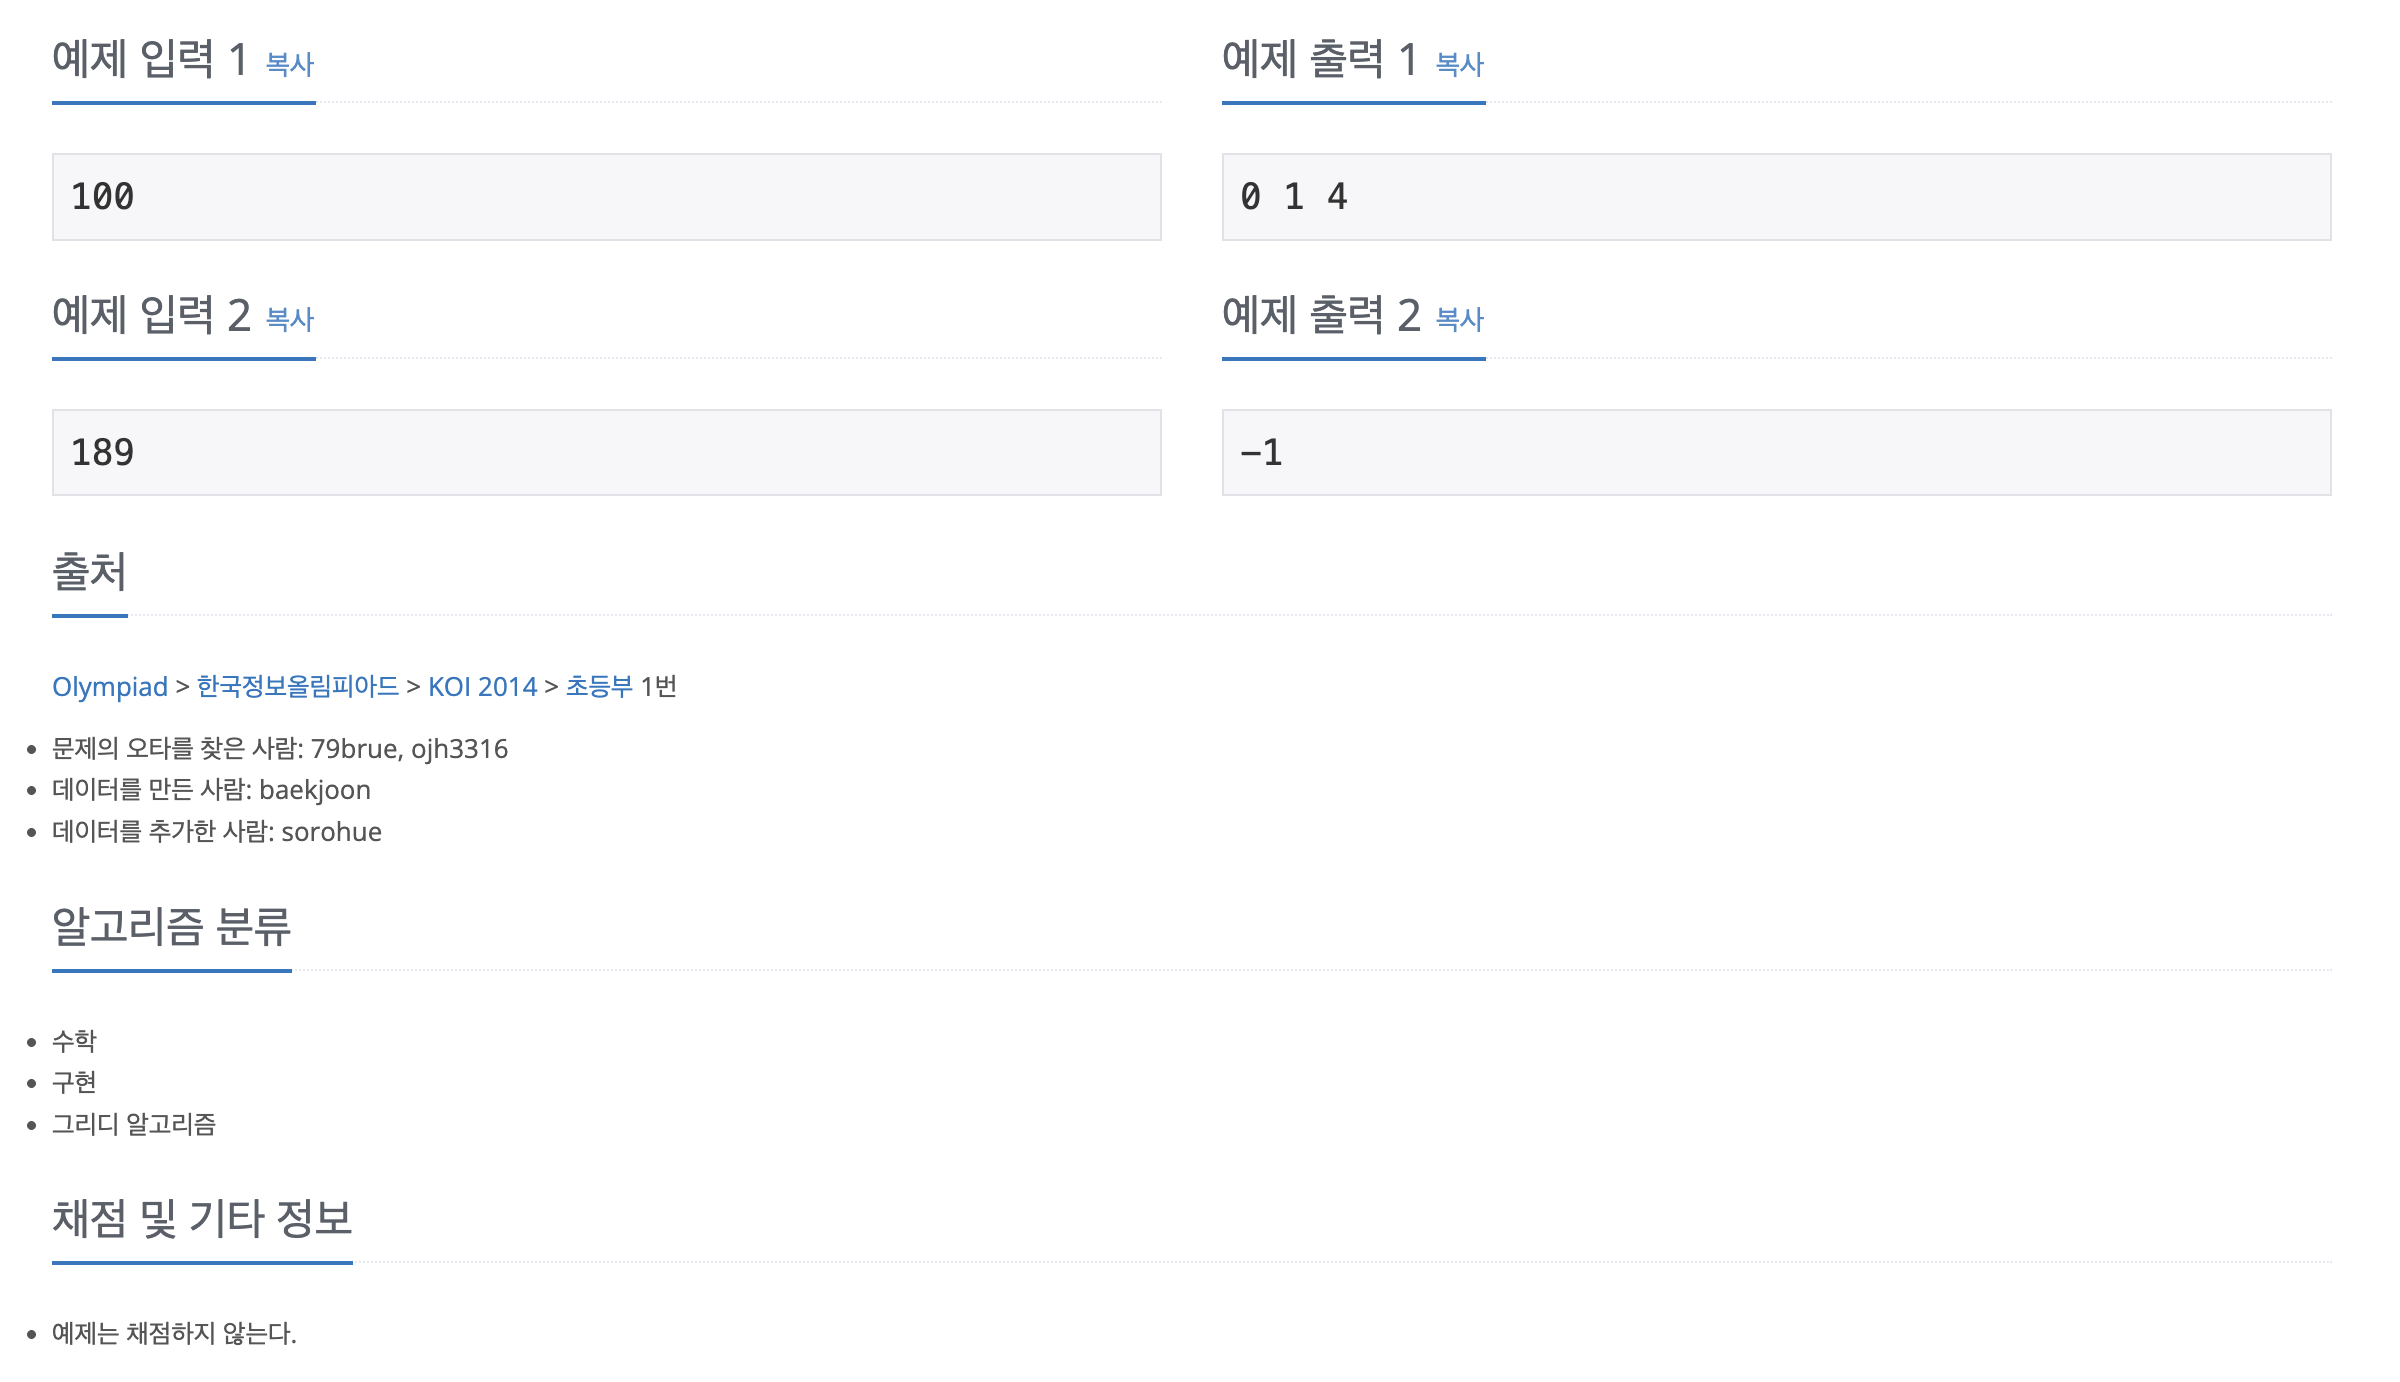 예제 입력 1 복사
예제 출력 1 복사
100
0 1 4
예제 입력 2 복사
예제 출력 2 복사
189
-1
출처
Olympiad > 한국정보올림피아드 > KOI 2014 > 초등부 1번
문제의 오타를 찾은 사람: 79brue, ojh3316
데이터를 만든 사람: baekjoon
데이터를 추가한 사람: sorohue
알고리즘 분류
수학
구현
그리디 알고리즘
채점 및 기타 정보
예제는 채점하지 않는다.